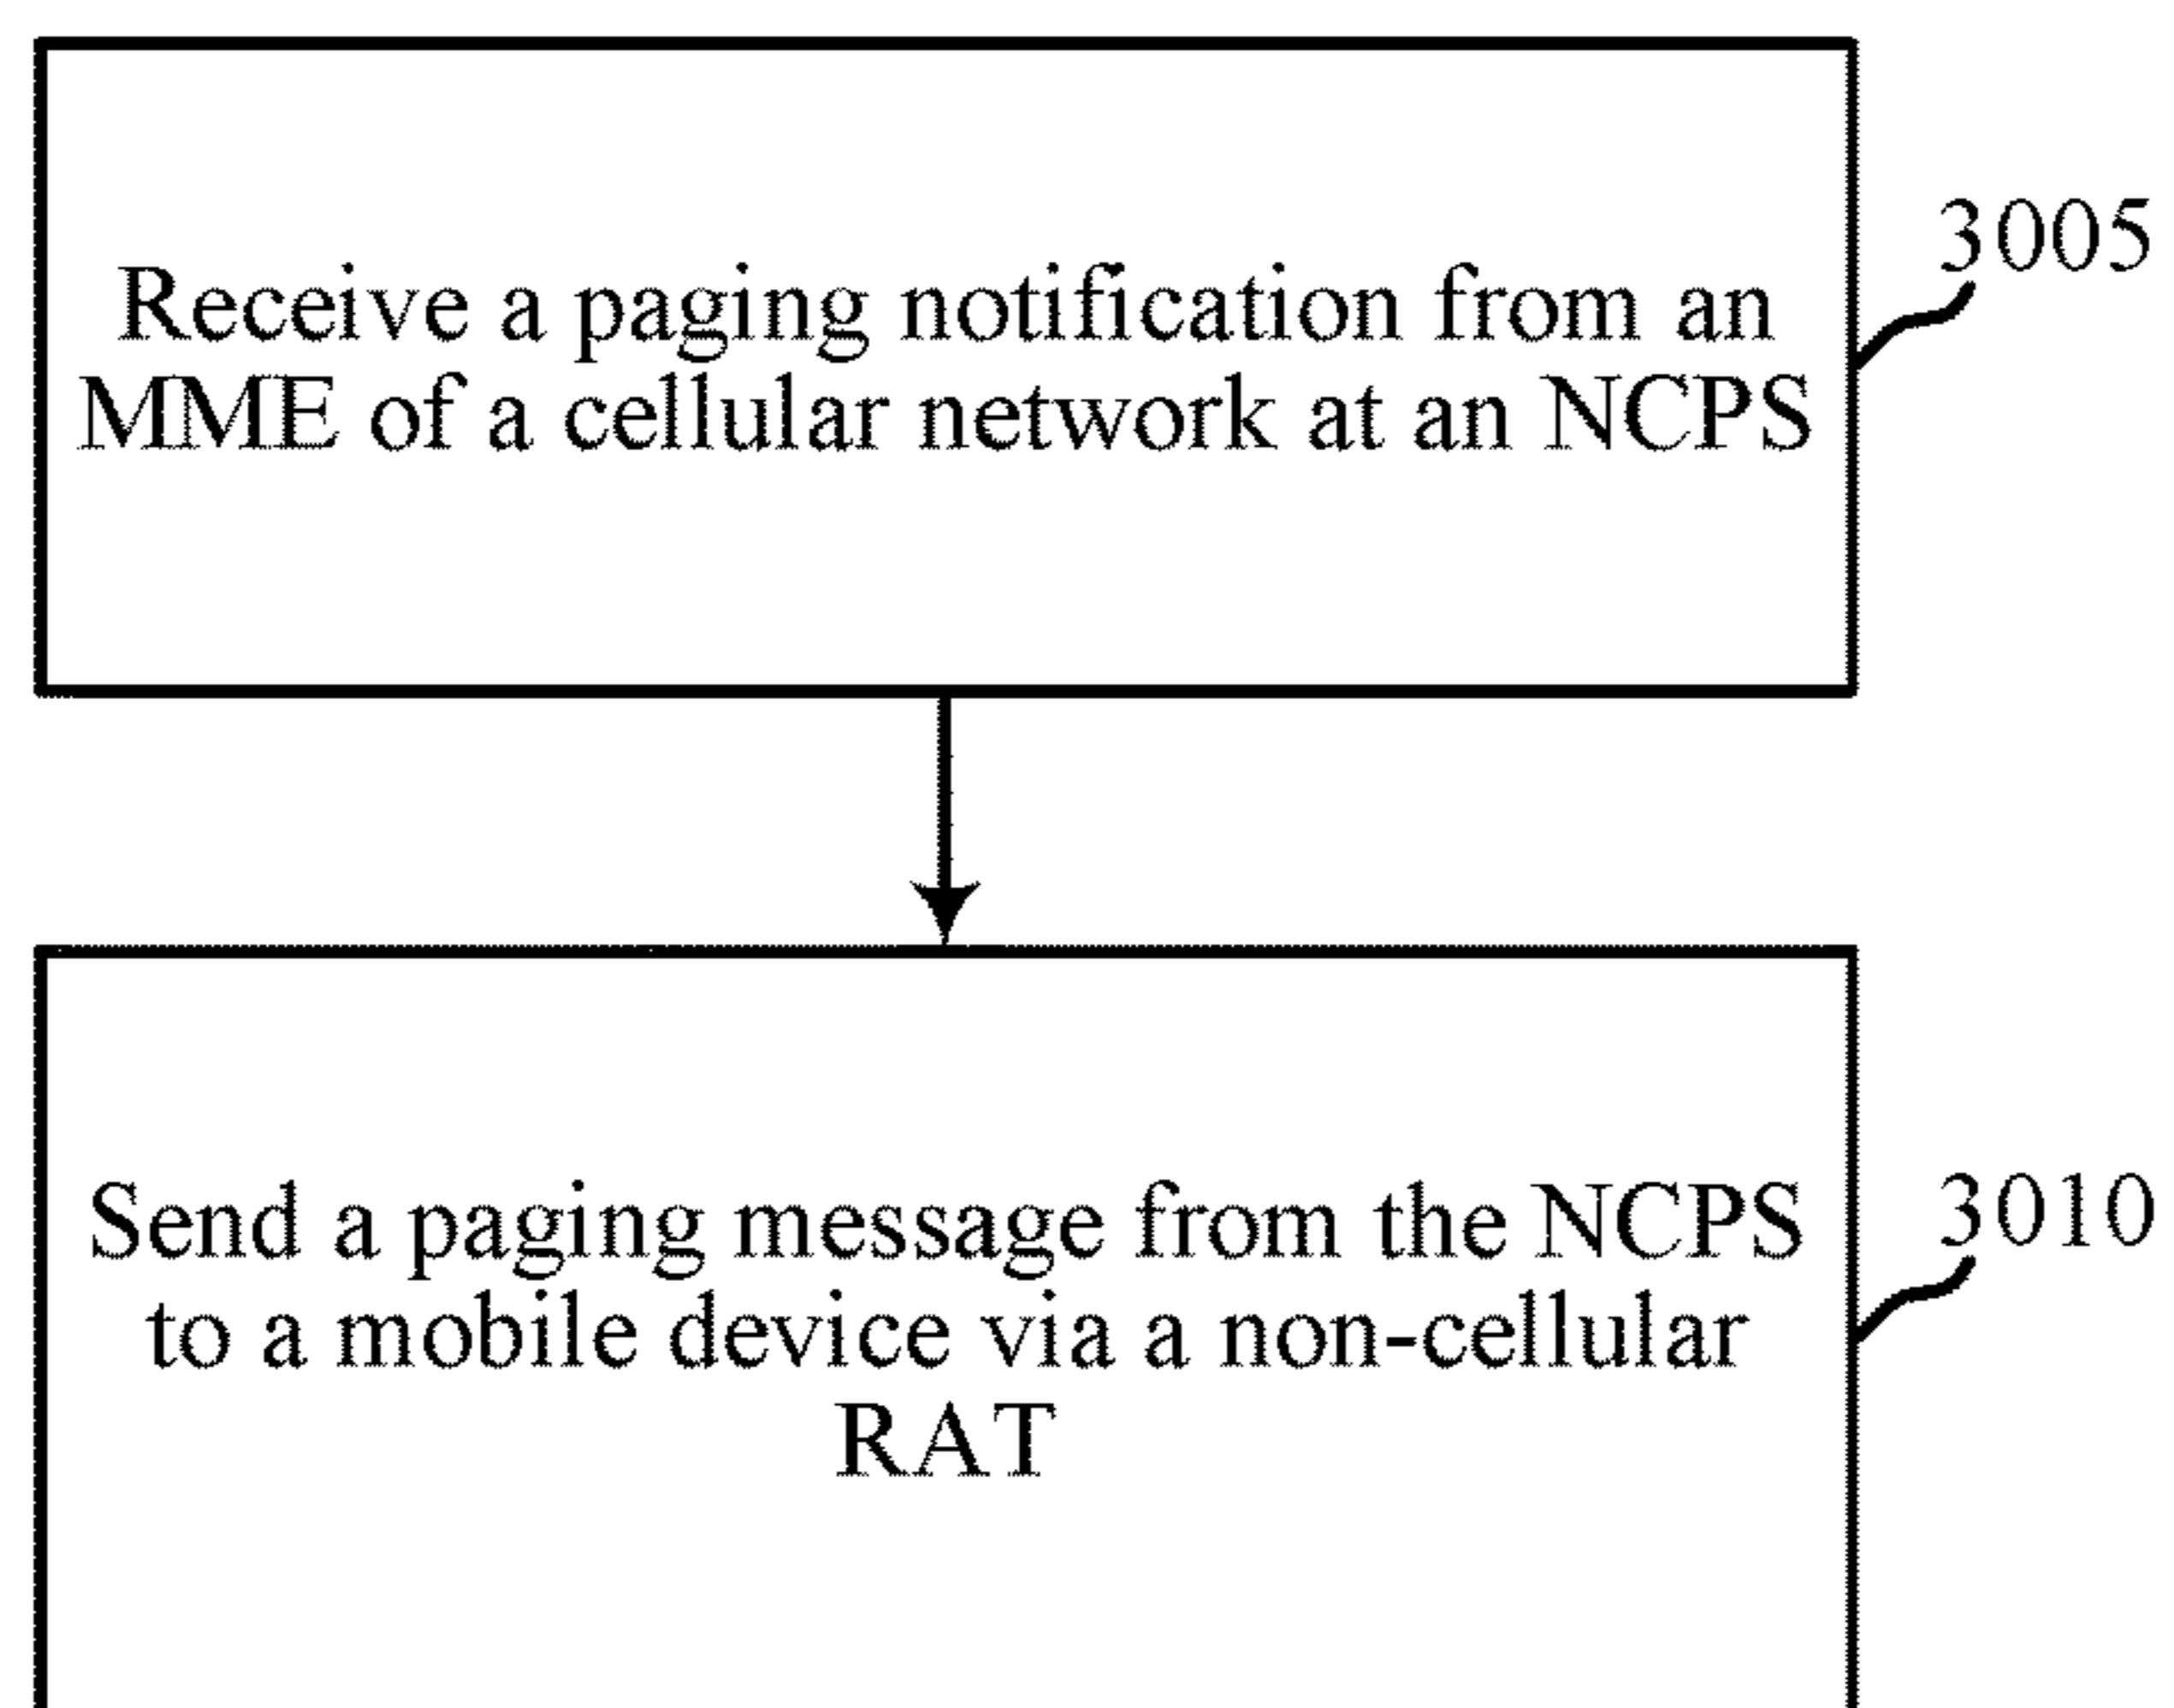 Receive a paging notification from an
MME of a cellular network at an NCPS
3005
Send a paging message from the NCPS
to a mobile device via a non-cellular
RAT
3010